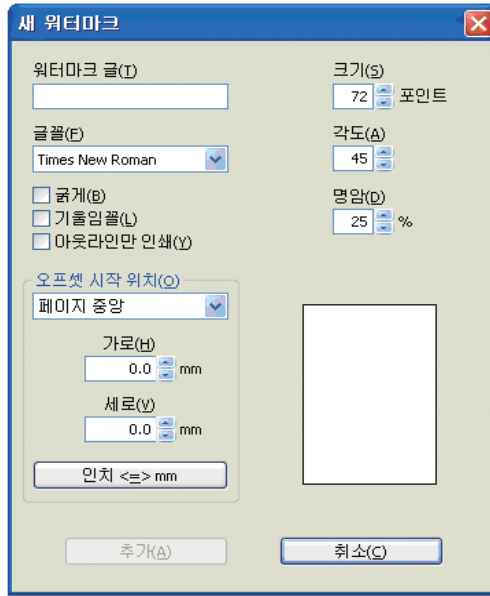 새 워터마크
워터마크 글(T)
크기(S)
72 포인트
글꼴(F)
Times New Roman
각도(A)
45
굵게(B)
기울임꼴(L)
아웃라인만 인쇄(Y)
명암(D)
25 %
오프셋 시작 위치(O)
페이지 중앙
가로(H)
0.0 mm
세로(V)
0.0 mm
인치 <=> mm
추가(A)
취소(C)